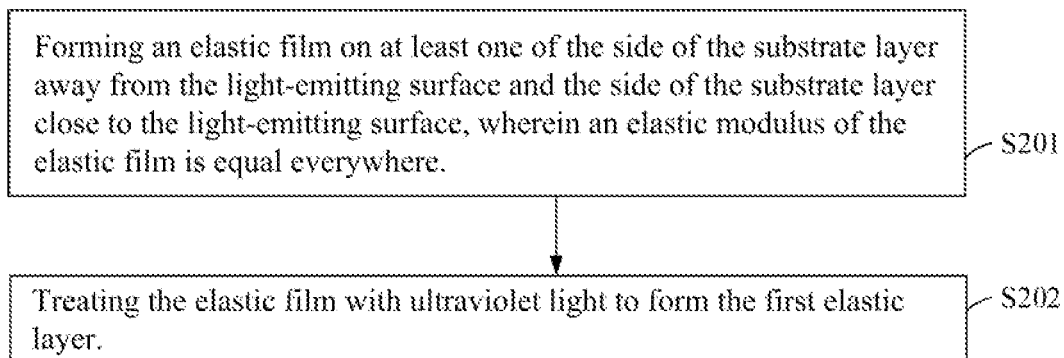 Forming an elastic film on at least one of the side of the substrate layer
away from the light-emitting surface and the side of the substrate layer
close to the light-emitting surface, wherein an elastic modulus of the
elastic film is equal everywhere.
S201
Treating the elastic film with ultraviolet light to form the first elastic
layer.
S202